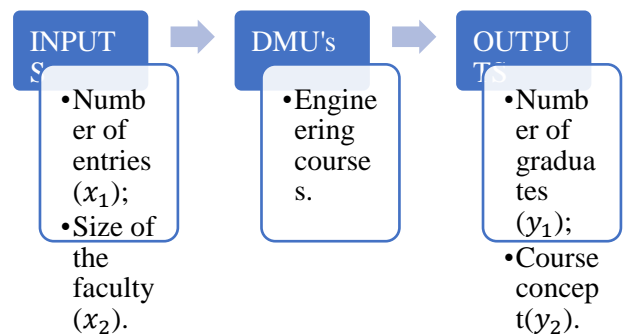 INPUT
S
•Numb
er of
entries
(𝑥₁);
•Size of
the
faculty
(𝑥₂).
DMU's
•Engine
ering
course
s.
OUTPU
TS
•Numb
er of
gradua
tes
(𝑦₁);
•Course
concep
t(𝑦₂).